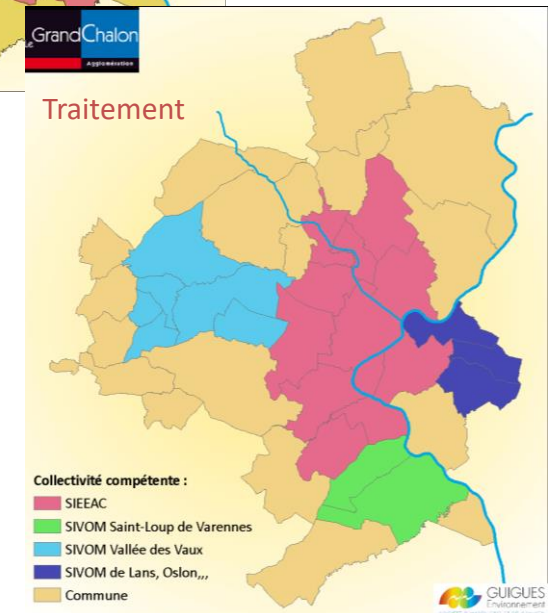 Le GrandChalon
Agglomération
Traitement
Collectivité compétente :
SIEEAC
SIVOM Saint-Loup de Varennes
SIVOM Vallée des Vaux
SIVOM de Lans, Oslon,,,
Commune
GUIGUES
Environnement